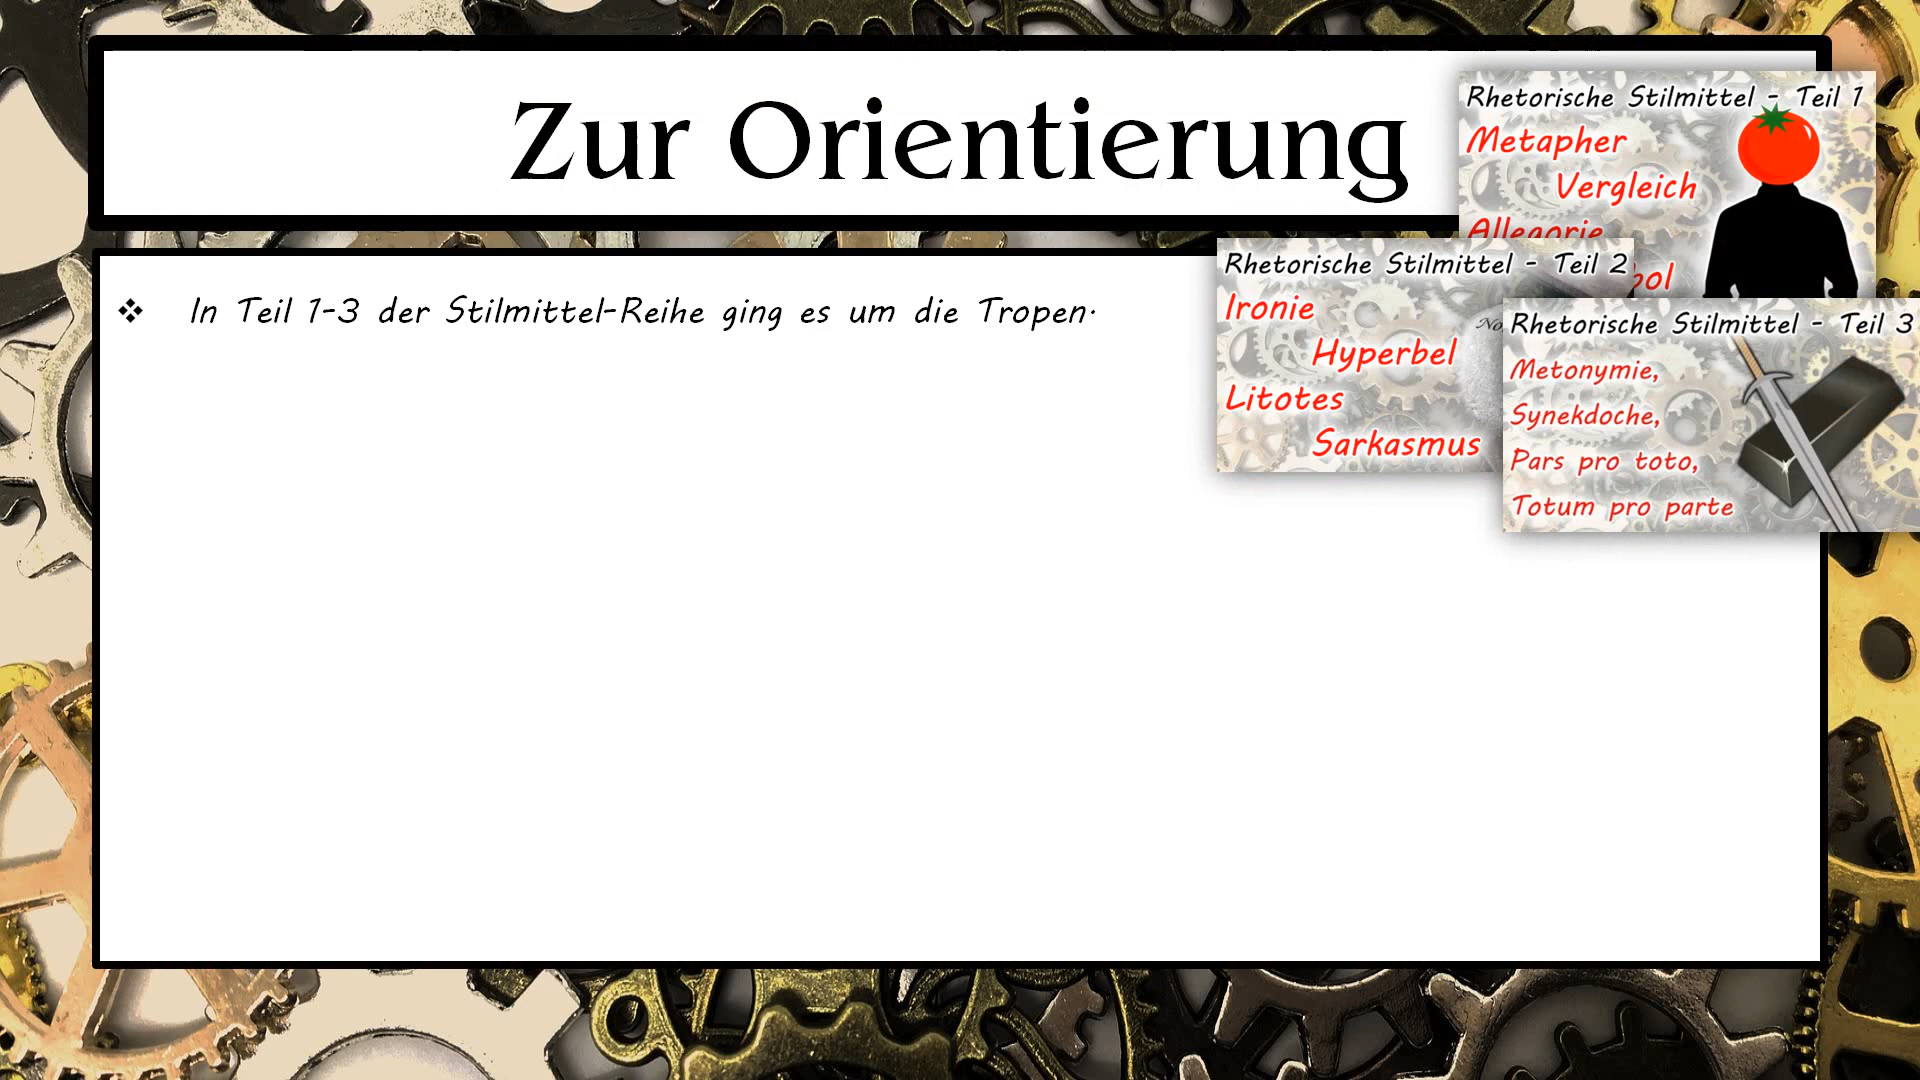 Zur Orientierung
❖ In Teil 1-3 der Stilmittel-Reihe ging es um die Tropen.
Rhetorische Stilmittel - Teil 1
Metapher
Vergleich
Allegorie
Rhetorische Stilmittel - Teil 2
Ironie
Hyperbel
Litotes
Sarkasmus
Rhetorische Stilmittel - Teil 3
Metonymie,
Synekdoche,
Pars pro toto,
Totum pro parte